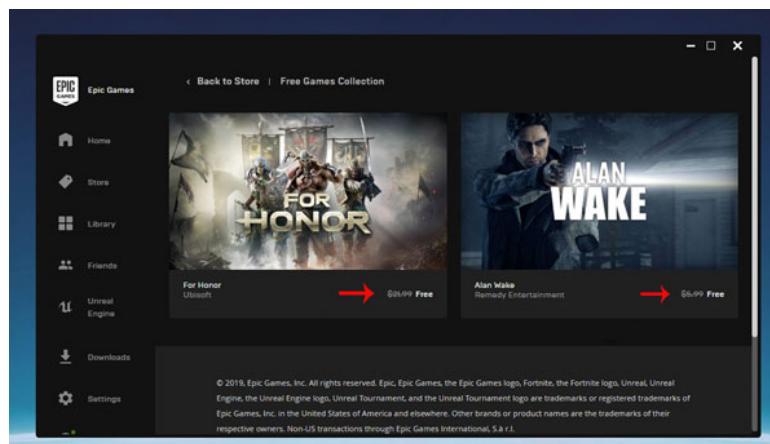 EPIC
GAMES
Epic Games
Home
Store
Library
Friends
Unreal
Engine
Downloads
Settings
‹ Back to Store | Free Games Collection
FOR
HONOR
For Honor
Ubisoft
$21.99 Free
ALAN
WAKE
Alan Wake
Remedy Entertainment
$5.99 Free
© 2019, Epic Games, Inc. All rights reserved. Epic, Epic Games, the Epic Games logo, Fortnite, the Fortnite logo, Unreal, Unreal
Engine, the Unreal Engine logo, Unreal Tournament, and the Unreal Tournament logo are trademarks or registered trademarks of
Epic Games, Inc. in the United States of America and elsewhere. Other brands or product names are the trademarks of their
respective owners. Non-US transactions through Epic Games International, S.à r.l.